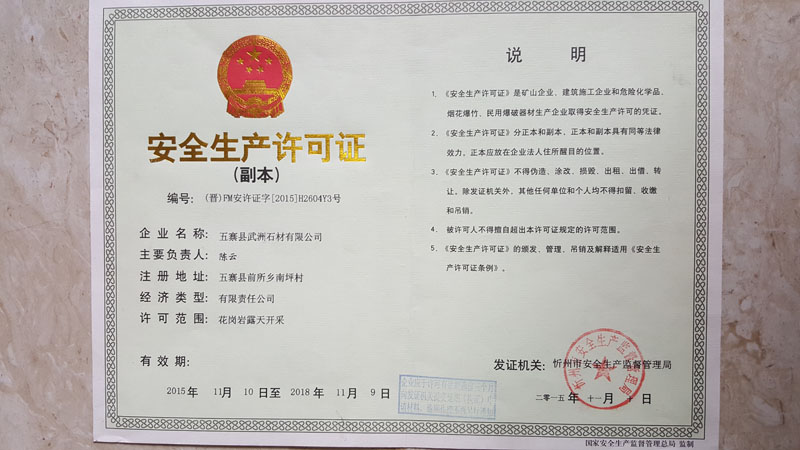 安全生产许可证
(副本)
编号: (晋)FM安许证字[2015]H2604Y3号
企业名称: 五寨县武洲石材有限公司
主要负责人: 陈云
注册地址: 五寨县前所乡南坪村
经济类型: 有限责任公司
许可范围: 花岗岩露天开采
有效期:
2015年 11月 10日至 2018年 11月 9日
说 明
1、《安全生产许可证》是矿山企业、建筑施工企业和危险化学品、
烟花爆竹、民用爆破器材生产企业取得安全生产许可的凭证。
2、《安全生产许可证》分正本和副本，正本和副本具有同等法律
效力，正本应放在企业法人住所醒目的位置。
3、《安全生产许可证》不得伪造、涂改、损毁、出租、出借、转
让。除发证机关外，其他任何单位和个人均不得扣留、收缴
和吊销。
4、被许可人不得擅自超出本许可证规定的许可范围。
5、《安全生产许可证》的颁发、管理、吊销及解释适用《安全生
产许可证条例》。
发证机关: 忻州市安全生产监督管理局
二零一五 年 十一 月 十 日
忻州市安全生产监督管理局
国家安全生产监督管理总局 监制